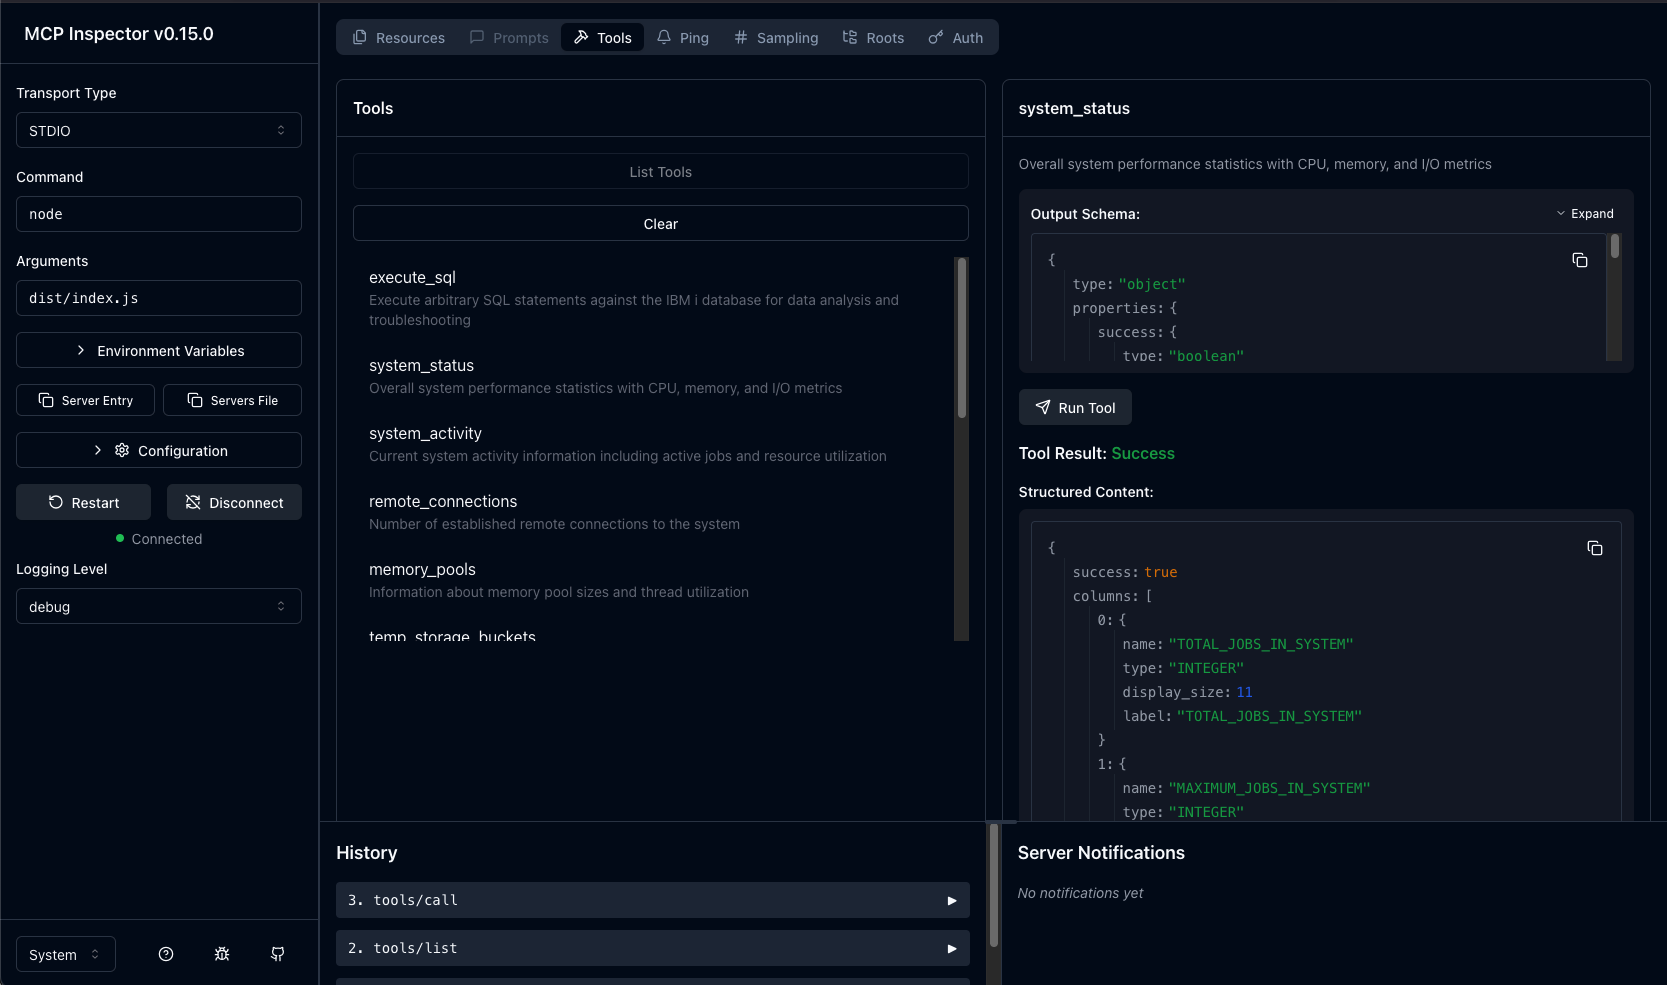 MCP Inspector v0.15.0
Transport Type
STDIO
Command
node
Arguments
dist/index.js
Environment Variables
Server Entry
Servers File
Configuration
Restart
Disconnect
Connected
Logging Level
debug
System
Resources
Prompts
Tools
Ping
Sampling
Roots
Auth
Tools
List Tools
Clear
execute_sql
Execute arbitrary SQL statements against the IBM i database for data analysis and
troubleshooting
system_status
Overall system performance statistics with CPU, memory, and I/O metrics
system_activity
Current system activity information including active jobs and resource utilization
remote_connections
Number of established remote connections to the system
memory_pools
Information about memory pool sizes and thread utilization
temp_storage_buckets
system_status
Overall system performance statistics with CPU, memory, and I/O metrics
Output Schema:
Expand
{
type: "object"
properties: {
success: {
type: "boolean"
Run Tool
Tool Result: Success
Structured Content:
{
success: true
columns: [
0: {
name: "TOTAL_JOBS_IN_SYSTEM"
type: "INTEGER"
display_size: 11
label: "TOTAL_JOBS_IN_SYSTEM"
}
1: {
name: "MAXIMUM_JOBS_IN_SYSTEM"
type: "INTEGER"
History
3. tools/call
2. tools/list
Server Notifications
No notifications yet